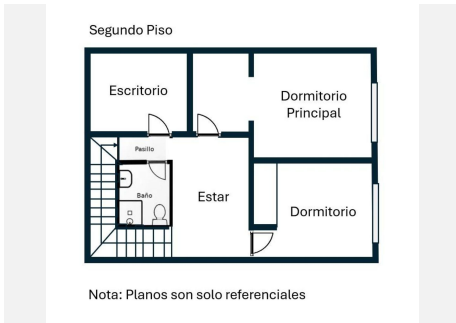 Segundo Piso
Escritorio
Dormitorio
Principal
Pasillo
Baño
Estar
Dormitorio
Nota: Planos son solo referenciales